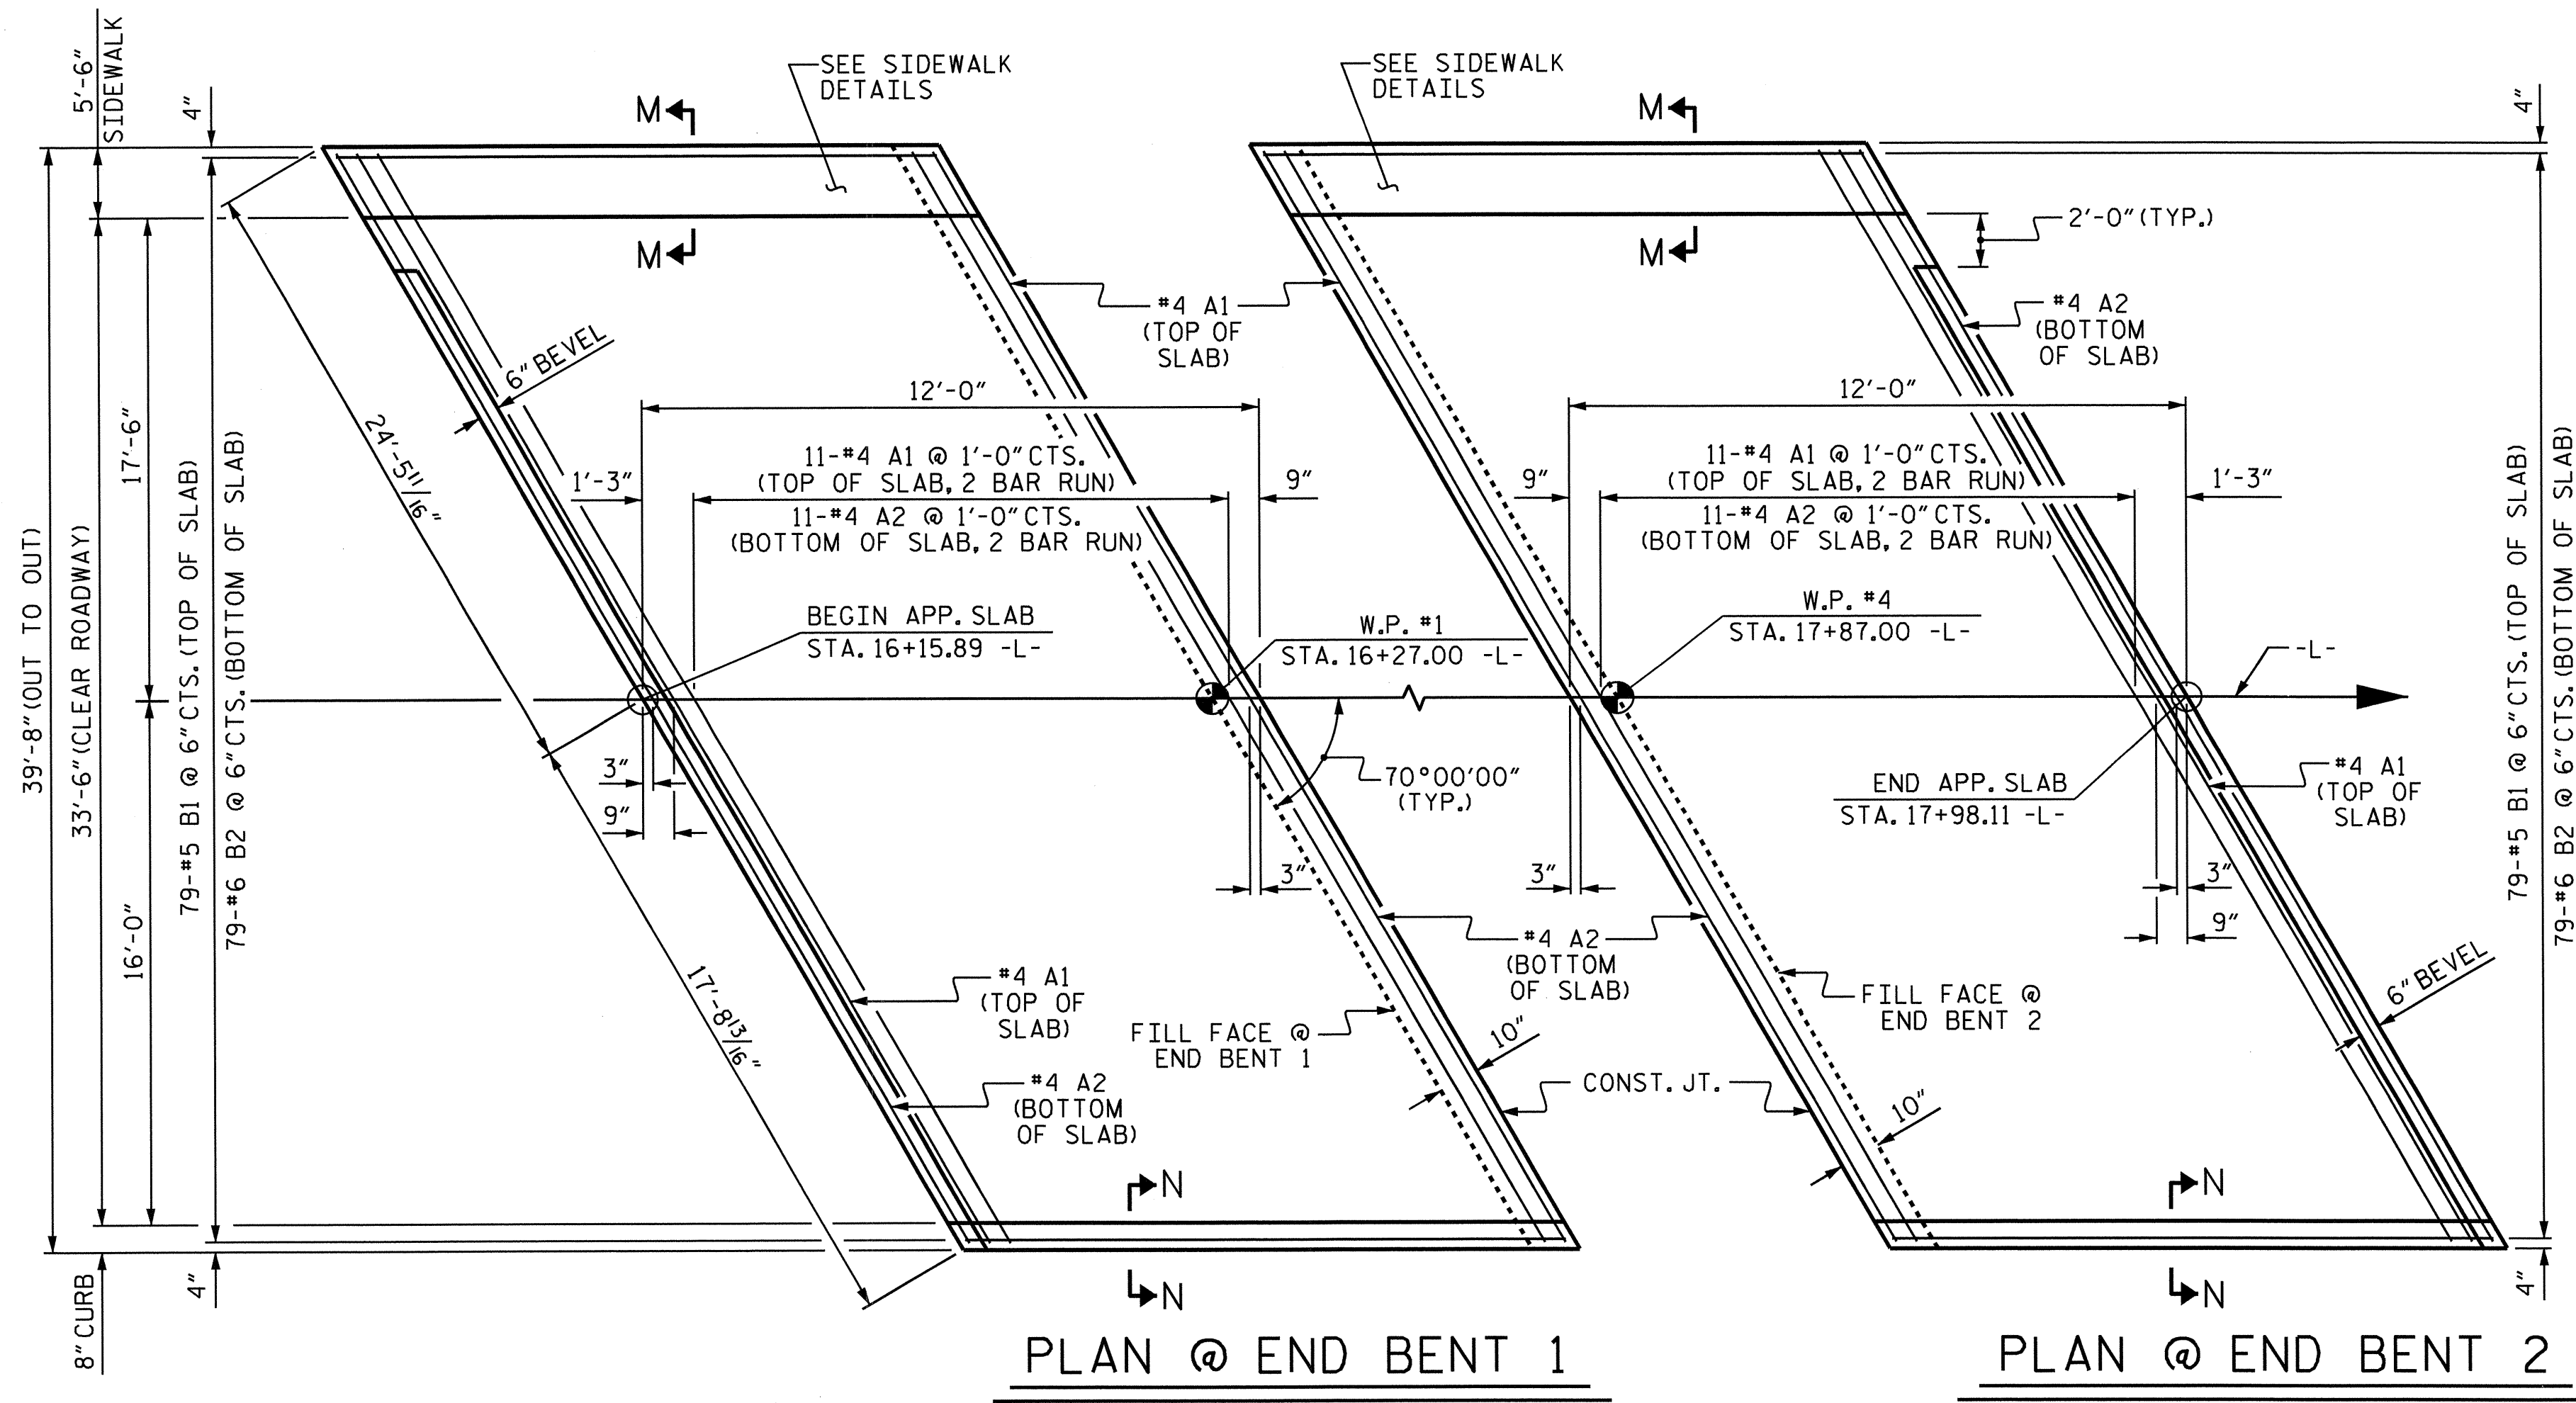 5'-6"
SIDEWALK
4"
SEE SIDEWALK
DETAILS
SEE SIDEWALK
DETAILS
4"
M
M
M
M
2'-0"(TYP.)
#4 A1
(TOP OF
SLAB)
#4 A2
(BOTTOM
OF SLAB)
6" BEVEL
12'-0"
12'-0"
24'-5 11/16"
17'-6"
11-#4 A1 @ 1'-0"CTS.
(TOP OF SLAB, 2 BAR RUN)
11-#4 A2 @ 1'-0"CTS.
(BOTTOM OF SLAB, 2 BAR RUN)
1'-3"
9"
9"
11-#4 A1 @ 1'-0"CTS.
(TOP OF SLAB, 2 BAR RUN)
11-#4 A2 @ 1'-0"CTS.
(BOTTOM OF SLAB, 2 BAR RUN)
1'-3"
39'-8"(OUT TO OUT)
33'-6"(CLEAR ROADWAY)
79-#5 B1 @ 6"CTS. (TOP OF SLAB)
79-#6 B2 @ 6"CTS. (BOTTOM OF SLAB)
79-#5 B1 @ 6"CTS. (TOP OF SLAB)
79-#6 B2 @ 6"CTS. (BOTTOM OF SLAB)
BEGIN APP. SLAB
STA. 16+15.89 -L-
W.P. #1
STA. 16+27.00 -L-
W.P. #4
STA. 17+87.00 -L-
-L-
3"
9"
70°00'00"
(TYP.)
END APP. SLAB
STA. 17+98.11 -L-
#4 A1
(TOP OF
SLAB)
3"
3"
3"
9"
16'-0"
17'-8 13/16"
#4 A1
(TOP OF
SLAB)
#4 A2
(BOTTOM
OF SLAB)
FILL FACE @
END BENT 1
10"
FILL FACE @
END BENT 2
6" BEVEL
#4 A2
(BOTTOM
OF SLAB)
CONST. JT.
10"
N
N
N
N
8" CURB
4"
4"
PLAN @ END BENT 1
PLAN @ END BENT 2